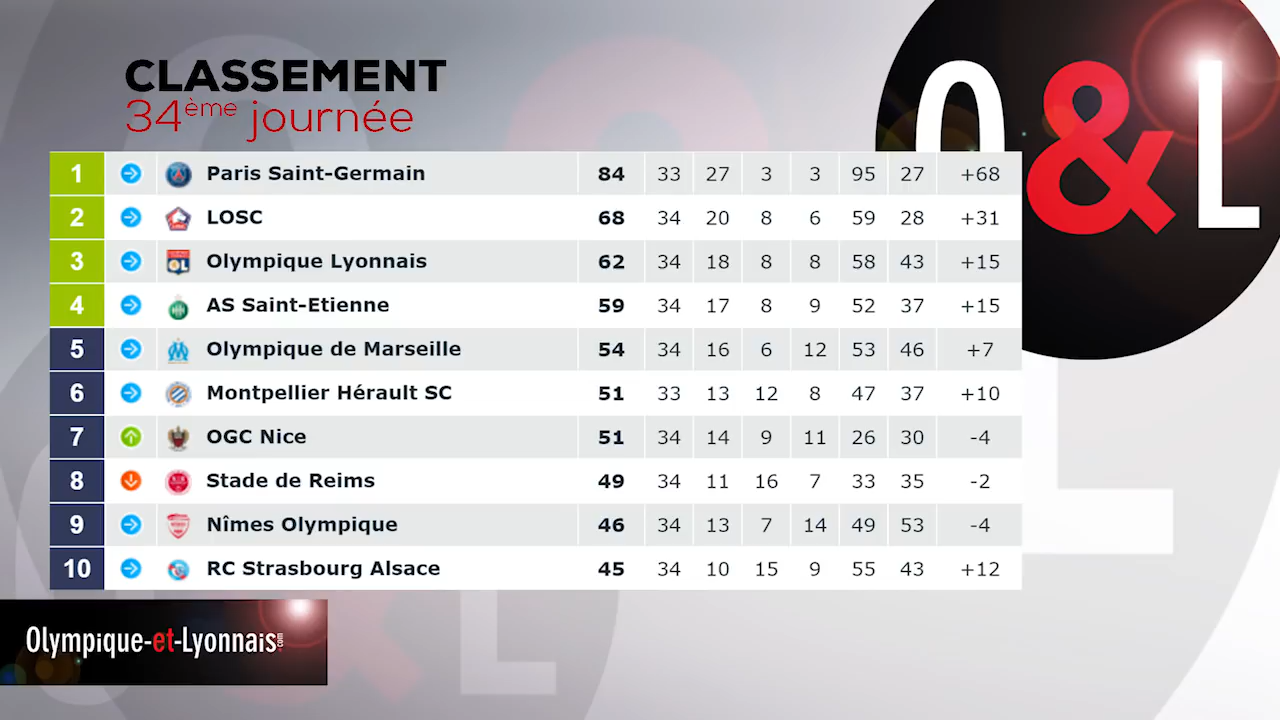 CLASSEMENT
34ème journée
O&L
1 Paris Saint-Germain 84 33 27 3 3 95 27 +68
2 LOSC 68 34 20 8 6 59 28 +31
3 Olympique Lyonnais 62 34 18 8 8 58 43 +15
4 AS Saint-Etienne 59 34 17 8 9 52 37 +15
5 Olympique de Marseille 54 34 16 6 12 53 46 +7
6 Montpellier Hérault SC 51 33 13 12 8 47 37 +10
7 OGC Nice 51 34 14 9 11 26 30 -4
8 Stade de Reims 49 34 11 16 7 33 35 -2
9 Nîmes Olympique 46 34 13 7 14 49 53 -4
10 RC Strasbourg Alsace 45 34 10 15 9 55 43 +12
Olympique-et-Lyonnais.com